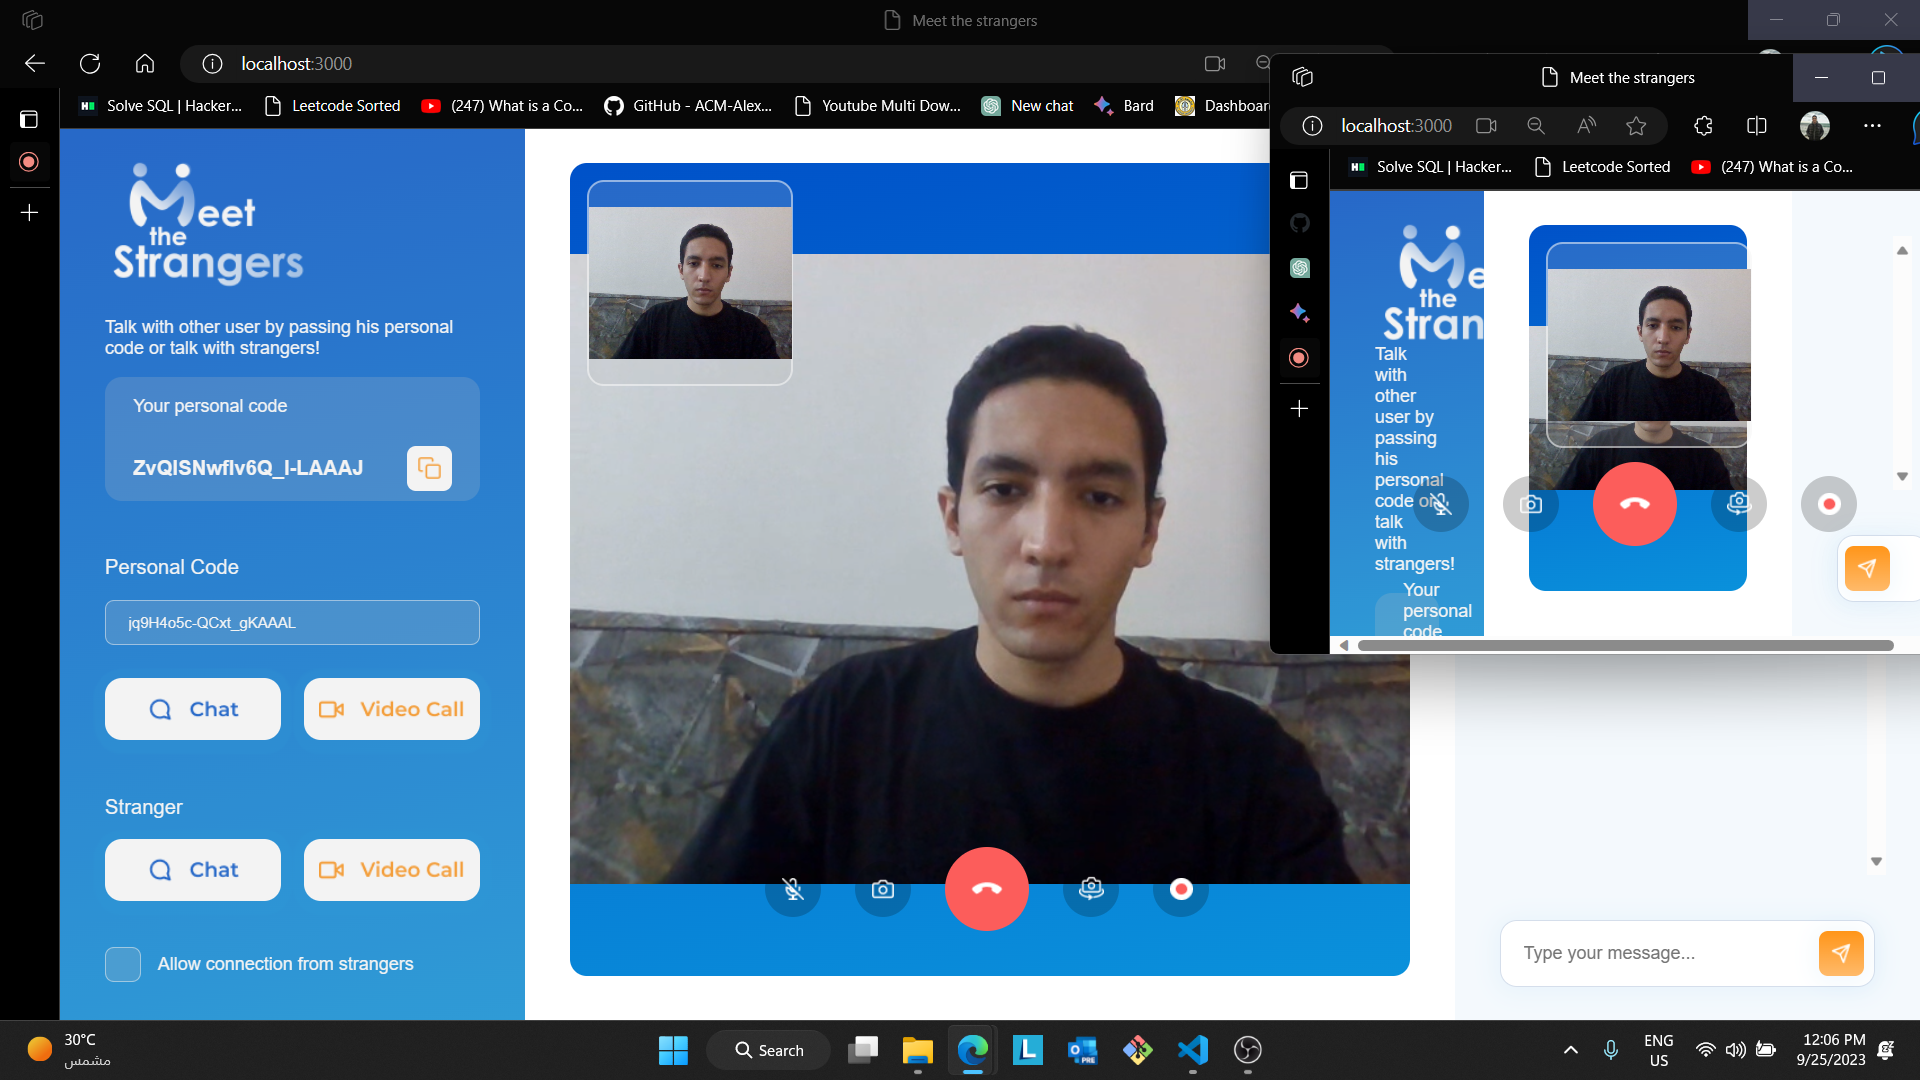 Meet the strangers
localhost:3000
Solve SQL | Hacker...
Leetcode Sorted
(247) What is a Co...
GitHub - ACM-Alex...
Youtube Multi Dow...
New chat
Bard
Dashboar
Meet
the
Strangers
Talk with other user by passing his personal
code or talk with strangers!
Your personal code
ZvQISNwfIv6Q_I-LAAAJ
Personal Code
jq9H4o5c-QCxt_gKAAAL
Chat
Video Call
Stranger
Chat
Video Call
Allow connection from strangers
Type your message...
Meet the strangers
localhost:3000
Solve SQL | Hacker...
Leetcode Sorted
(247) What is a Co...
Me
the
Stran
Talk
with
other
user by
passing
his
personal
code or
talk
with
strangers!
Your
personal
code
30°C
مشمس
Search
L
PRE
ENG
US
12:06 PM
9/25/2023